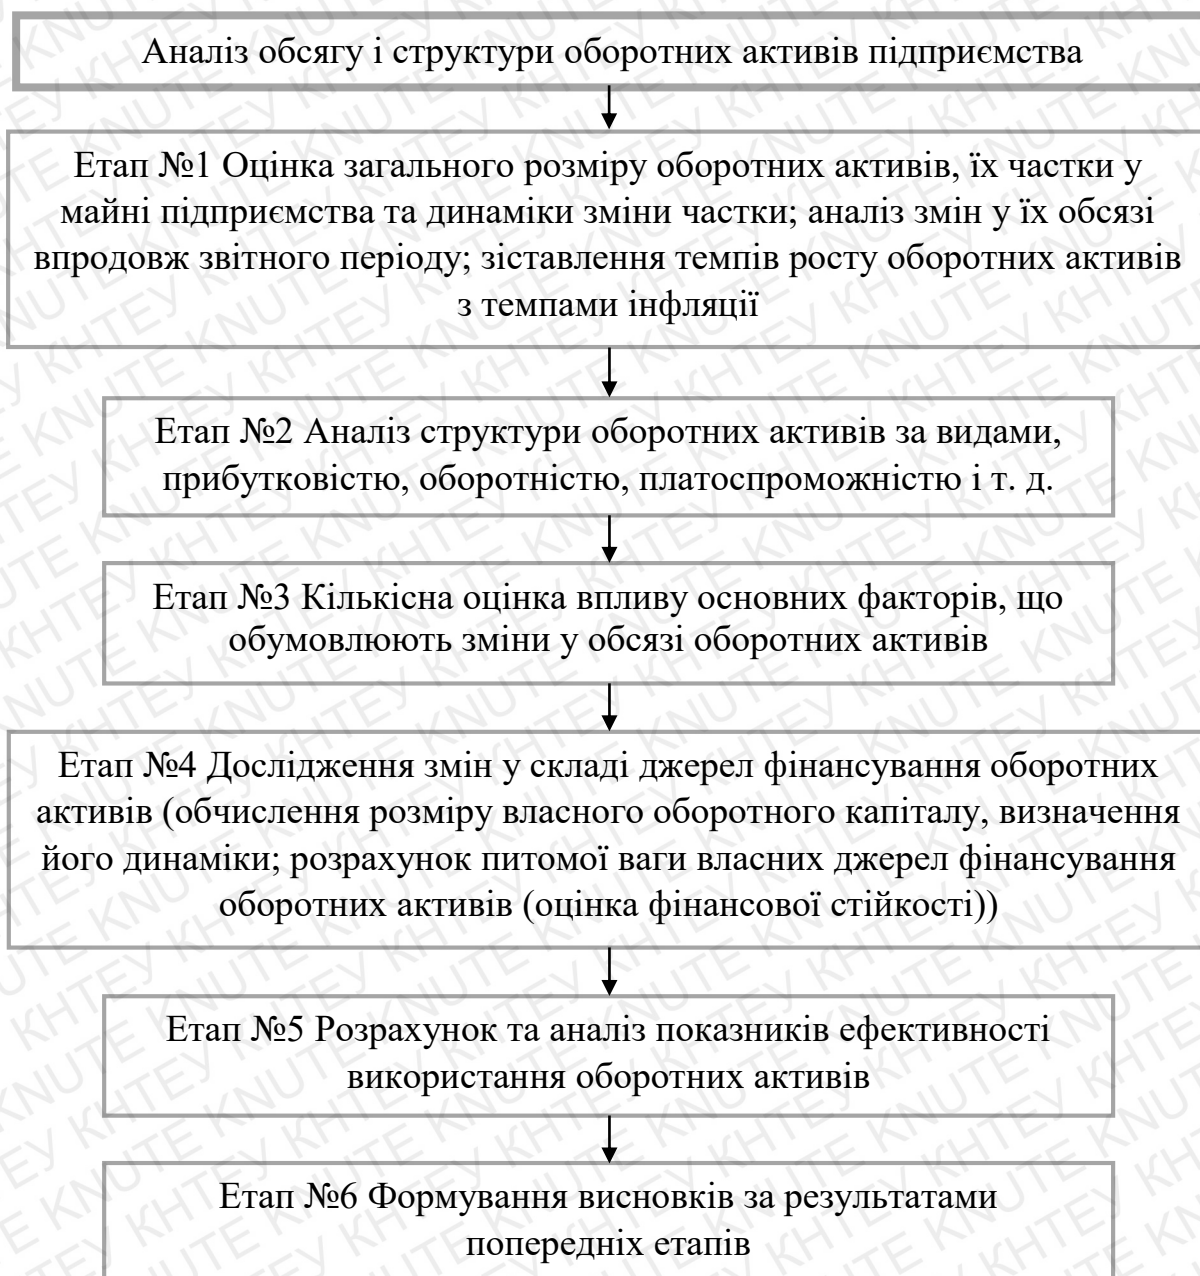 Аналіз обсягу і структури оборотних активів підприємства
Етап №1 Оцінка загального розміру оборотних активів, їх частки у
майні підприємства та динаміки зміни частки; аналіз змін у їх обсязі
впродовж звітного періоду; зіставлення темпів росту оборотних активів
з темпами інфляції
Етап №2 Аналіз структури оборотних активів за видами,
прибутковістю, оборотністю, платоспроможністю і т. д.
Етап №3 Кількісна оцінка впливу основних факторів, що
обумовлюють зміни у обсязі оборотних активів
Етап №4 Дослідження змін у складі джерел фінансування оборотних
активів (обчислення розміру власного оборотного капіталу, визначення
його динаміки; розрахунок питомої ваги власних джерел фінансування
оборотних активів (оцінка фінансової стійкості))
Етап №5 Розрахунок та аналіз показників ефективності
використання оборотних активів
Етап №6 Формування висновків за результатами
попередніх етапів